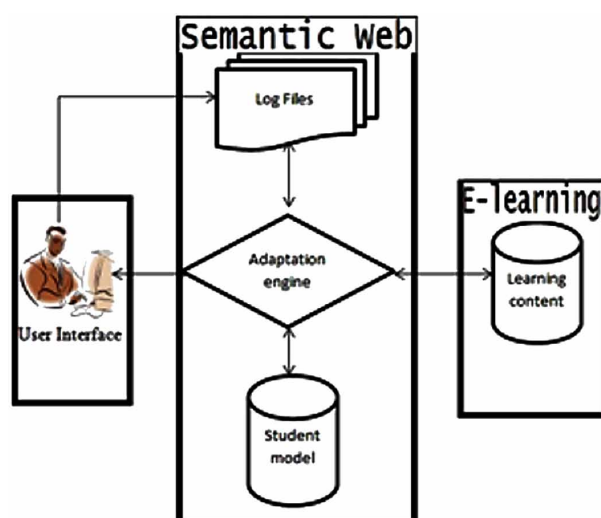 Semantic Web
Log Files
E-learning
Adaptation
engine
Learning
content
User Interface
Student
model